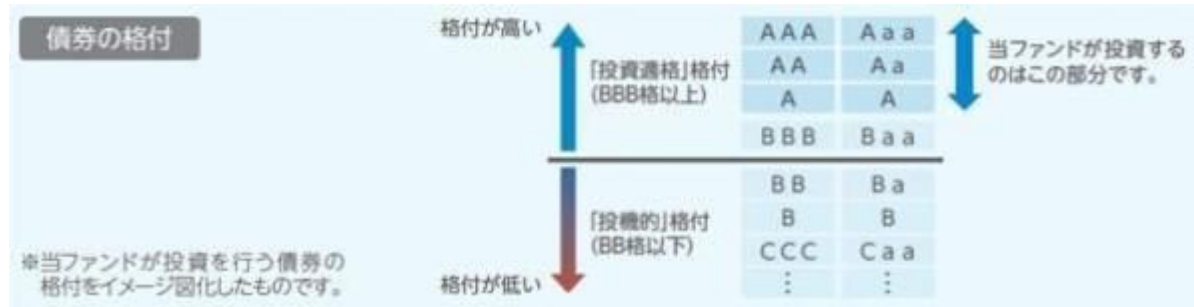 債券の格付
格付が高い
「投資適格」格付
(BBB格以上)
AAA Aaa
AA Aa
A A
BBB Baa
当ファンドが投資する
のはこの部分です。
「投機的」格付
(BB格以下)
BB Ba
B B
CCC Caa
⋮ ⋮
格付が低い
※当ファンドが投資を行う債券の
格付をイメージ図化したものです。